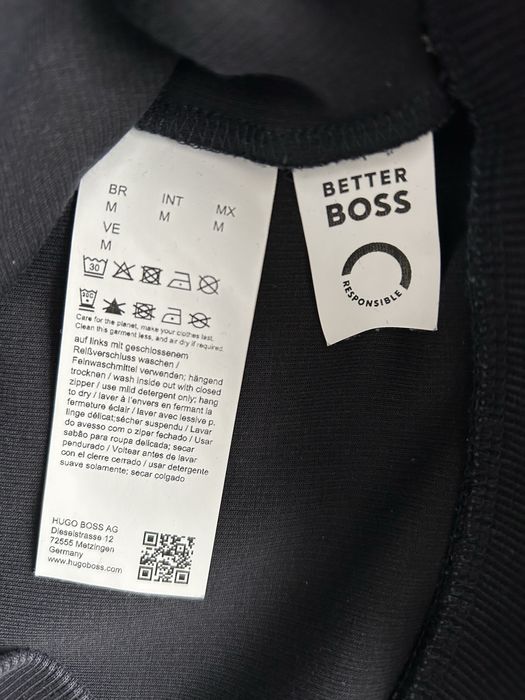 BR
M
INT
M
MX
M
VE
M
30
30C
Care for the planet, make your clothes last.
Clean this garment less, and air dry if required
auf links mit geschlossenem
Reißverschluss waschen /
Feinwaschmittel verwenden; hängend
trocknen / wash inside out with closed
zipper / use mild detergent only; hang
to dry / laver à l'envers en fermant la
fermeture éclair / laver avec lessive p.
linge délicat;sécher suspendu / Lavar
do avesso com o ziper fechado / Usar
sabão para roupa delicada; secar
pendurado / Voltear antes de lavar
con el cierre cerrado / usar detergente
suave solamente; secar colgado
HUGO BOSS AG
Dieselstrasse 12
72555 Metzingen
Germany
www.hugoboss.com
BETTER
BOSS
RESPONSIBLE